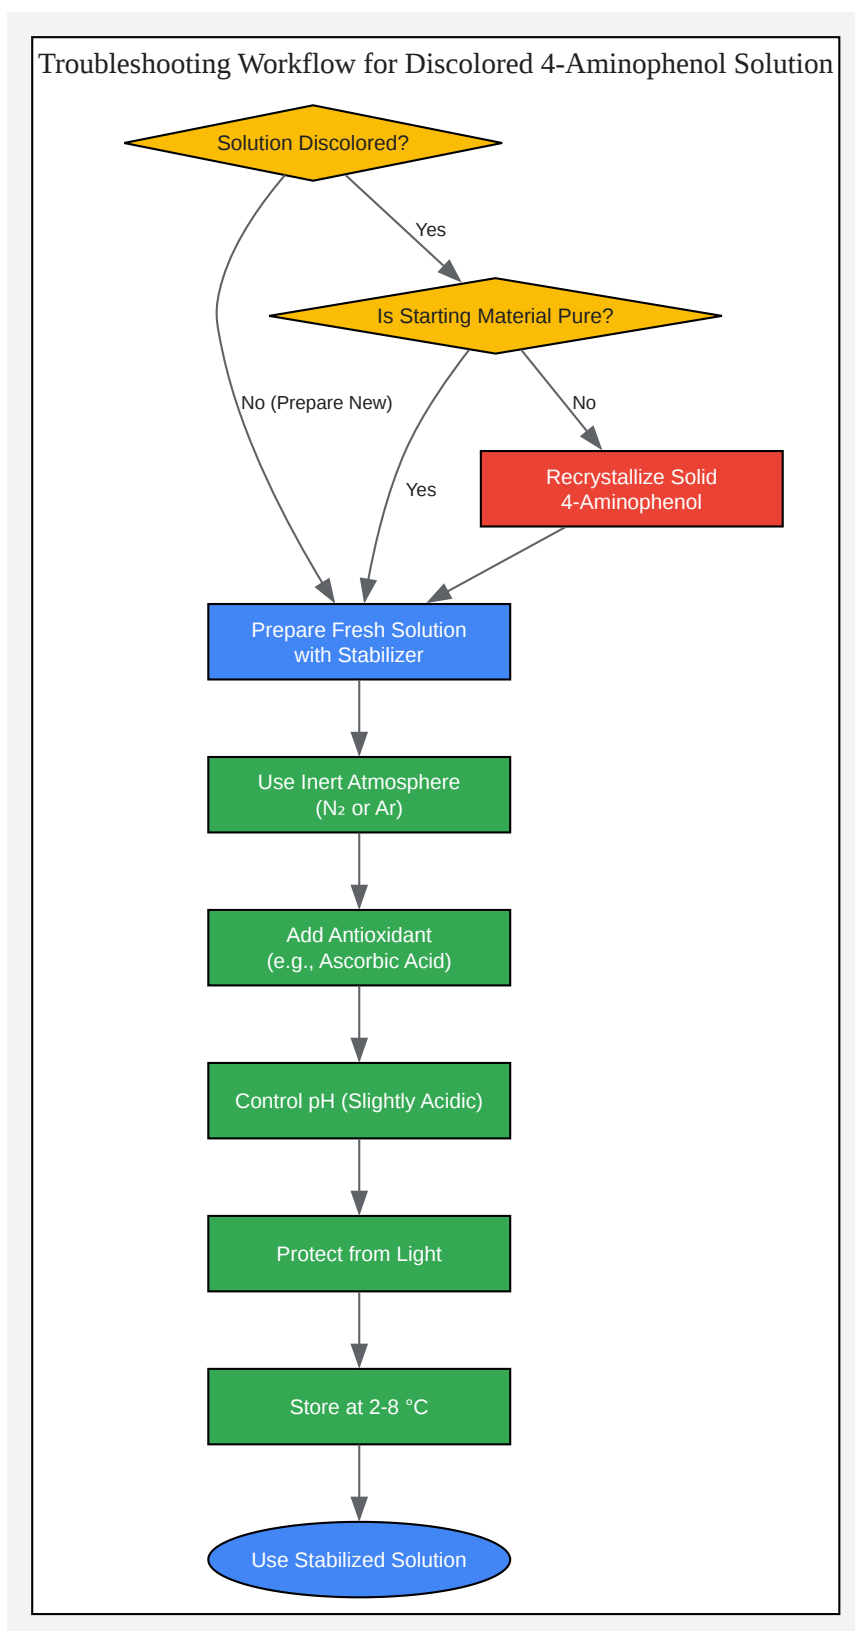 Troubleshooting Workflow for Discolored 4-Aminophenol Solution
Solution Discolored?
Yes
Is Starting Material Pure?
No (Prepare New)
No
Recrystallize Solid
4-Aminophenol
Yes
Prepare Fresh Solution
with Stabilizer
Use Inert Atmosphere
(N₂ or Ar)
Add Antioxidant
(e.g., Ascorbic Acid)
Control pH (Slightly Acidic)
Protect from Light
Store at 2-8 °C
Use Stabilized Solution